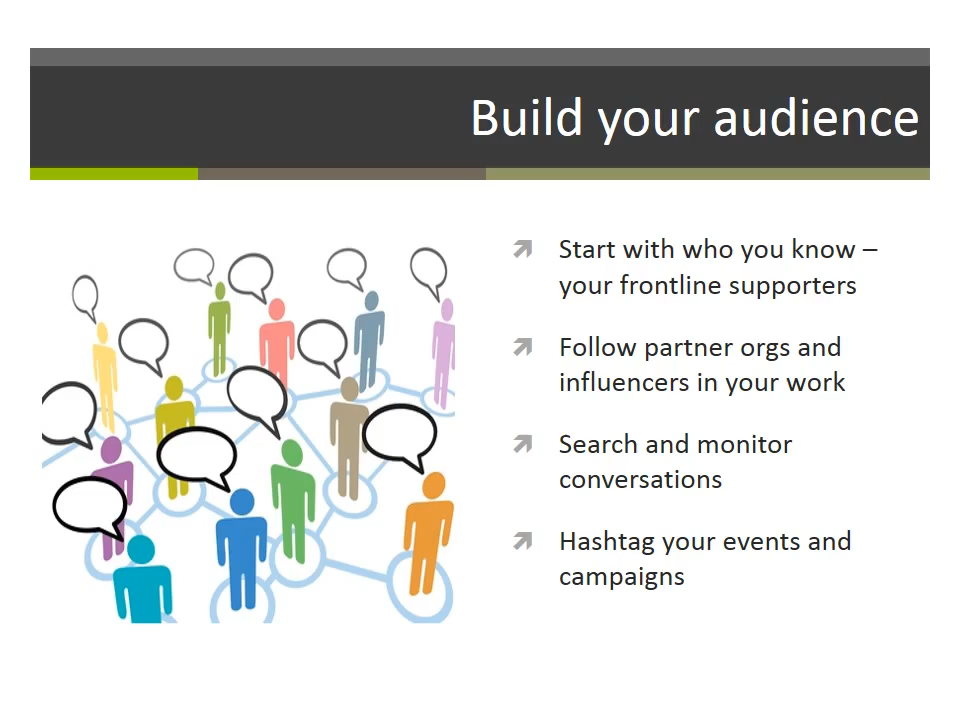 Build your audience
Start with who you know –
your frontline supporters
Follow partner orgs and
influencers in your work
Search and monitor
conversations
Hashtag your events and
campaigns